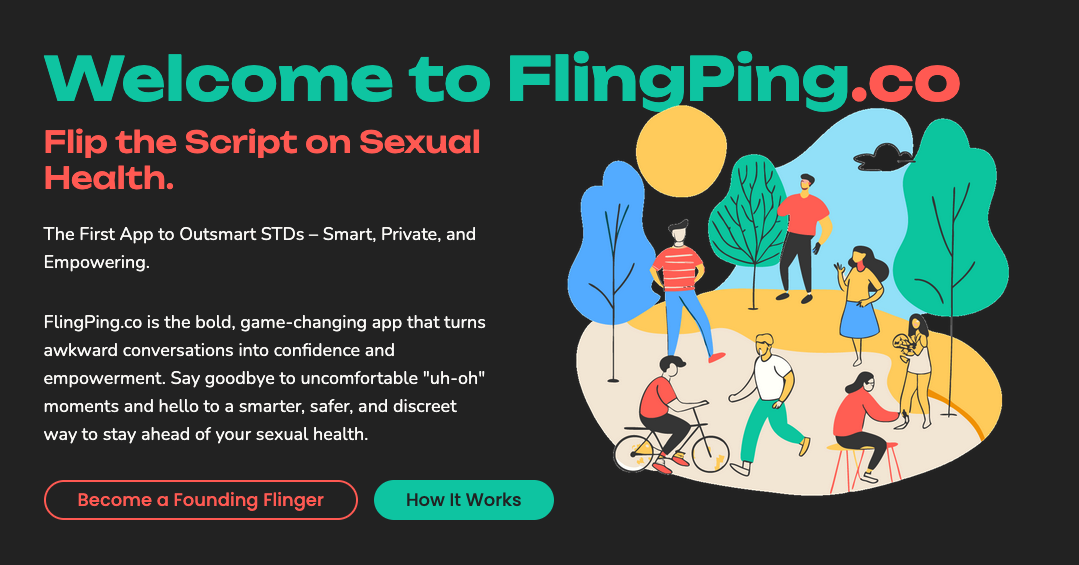 Welcome to FlingPing.co
Flip the Script on Sexual
Health.
The First App to Outsmart STDs – Smart, Private, and
Empowering.
FlingPing.co is the bold, game-changing app that turns
awkward conversations into confidence and
empowerment. Say goodbye to uncomfortable "uh-oh"
moments and hello to a smarter, safer, and discreet
way to stay ahead of your sexual health.
Become a Founding Flinger
How It Works